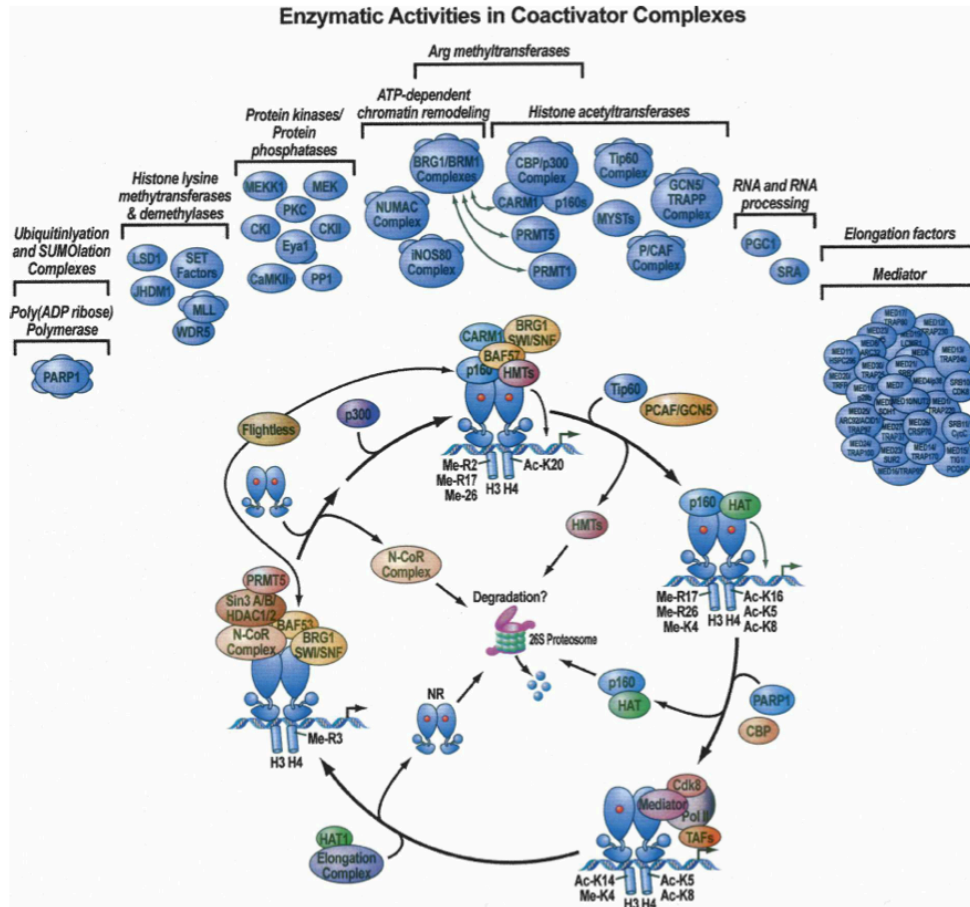 Enzymatic Activities in Coactivator Complexes
Arg methyltransferases
ATP-dependent
chromatin remodeling
Histone acetyltransferases
Protein kinases/
Protein
phosphatases
Histone lysine
methytransferases
& demethylases
Ubiquitinlyation
and SUMOlation
Complexes
Poly(ADP ribose)
Polymerase
RNA and RNA
processing
Elongation factors
Mediator
PARP1
LSD1
SET
Factors
JHDM1
MLL
WDR5
MEKK1
MEK
PKC
CKI
CKII
Eya1
CaMKII
PP1
BRG1/BRM1
Complexes
NUMAC
Complex
iNOS80
Complex
CBP/p300
Complex
CARM1
p160s
PRMT5
PRMT1
Tip60
Complex
GCN5/
TRAPP
Complex
MYSTs
P/CAF
Complex
PGC1
SRA
MED7
CARM1
BRG1
SWI/SNF
BAF57
p160
HMTs
Me-R2
Me-R17
Me-26
H3 H4
Ac-K20
Flightless
p300
Tip60
PCAF/GCN5
HMTs
N-CoR
Complex
p160
HAT
Me-R17
Me-R26
Me-K4
H3 H4
Ac-K16
Ac-K5
Ac-K8
Degradation?
26S Proteosome
PRMT5
Sin3 A/B/
HDAC1/2
BAF53
N-CoR
Complex
BRG1
SWI/SNF
Me-R3
H3 H4
NR
p160
HAT
PARP1
CBP
HAT1
Elongation
Complex
Cdk8
Mediator
Pol II
TAFs
Ac-K14
Me-K4
H3 H4
Ac-K5
Ac-K8